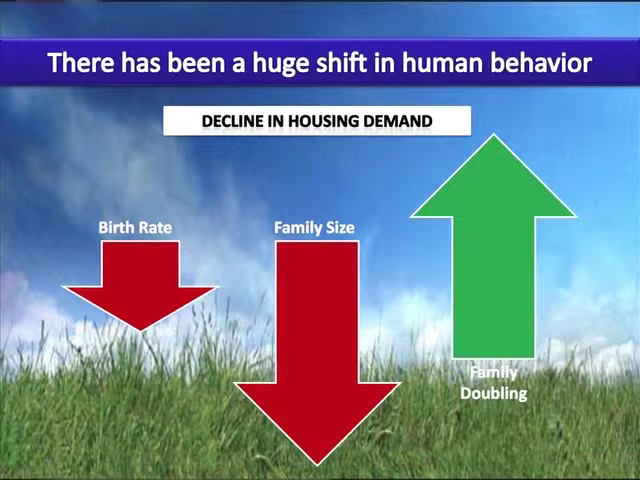 There has been a huge shift in human behavior
DECLINE IN HOUSING DEMAND
Birth Rate
Family Size
Family
Doubling